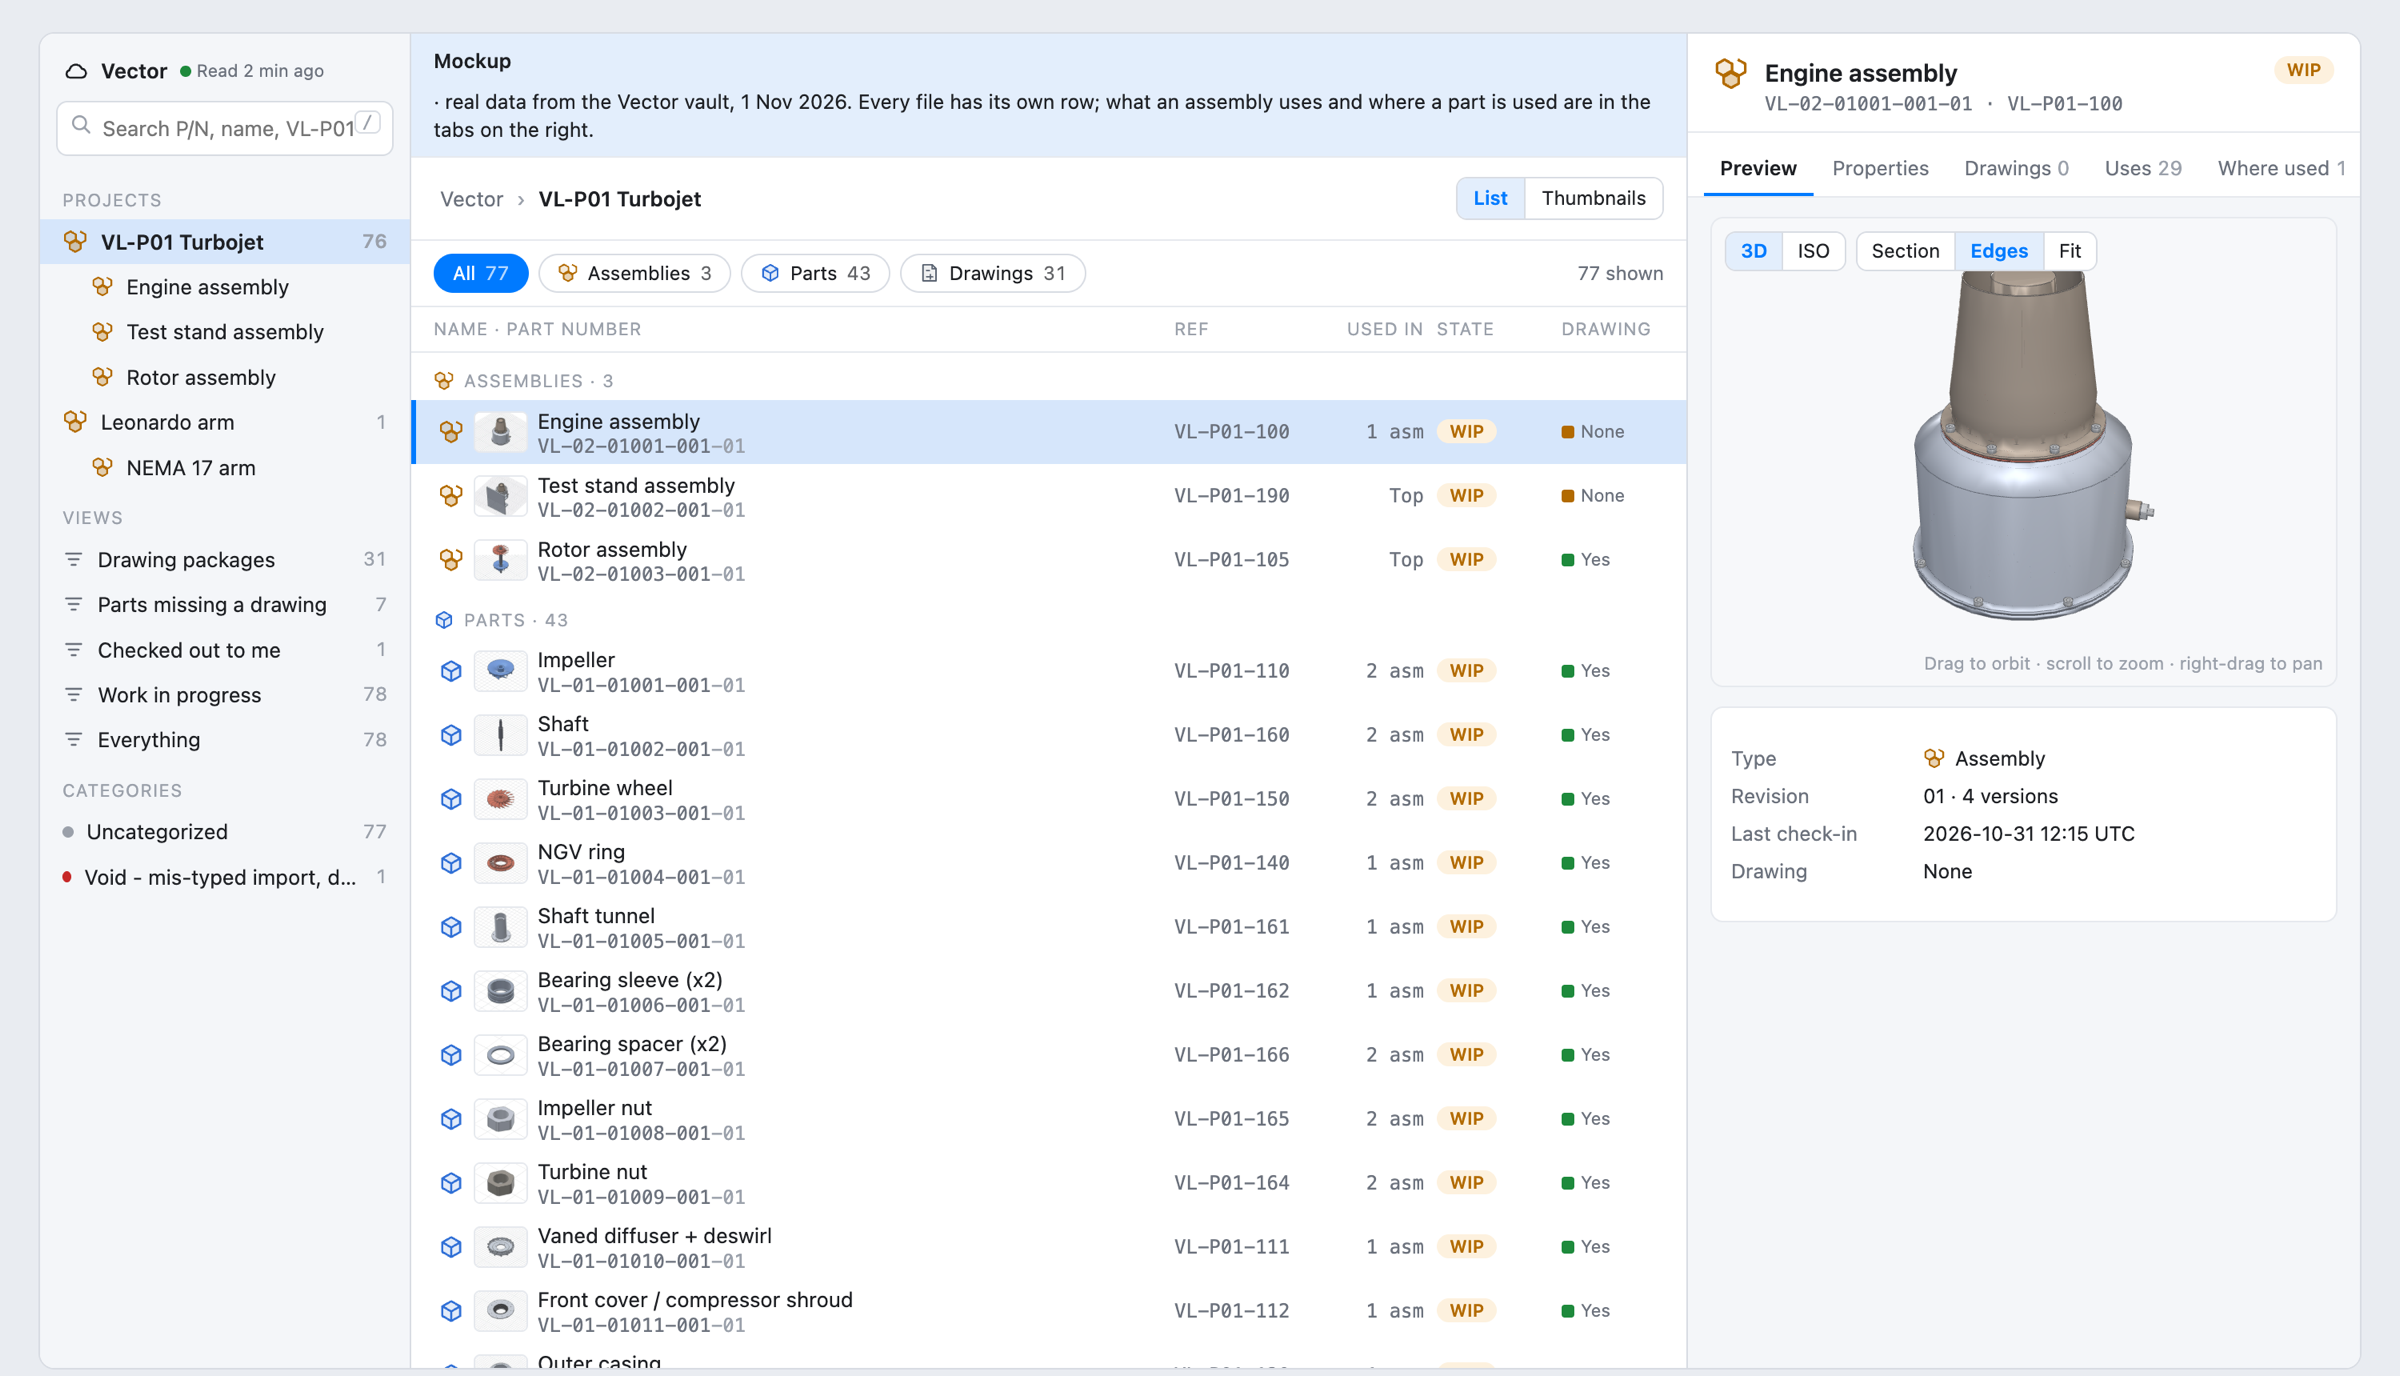 Vector
Read 2 min ago
Search P/N, name, VL-P01
/
PROJECTS
VL-P01 Turbojet 76
Engine assembly
Test stand assembly
Rotor assembly
Leonardo arm 1
NEMA 17 arm
VIEWS
Drawing packages 31
Parts missing a drawing 7
Checked out to me 1
Work in progress 78
Everything 78
CATEGORIES
Uncategorized 77
Void - mis-typed import, d... 1
Mockup
· real data from the Vector vault, 1 Nov 2026. Every file has its own row; what an assembly uses and where a part is used are in the
tabs on the right.
Vector › VL-P01 Turbojet
List Thumbnails
All 77 Assemblies 3 Parts 43 Drawings 31 77 shown
NAME · PART NUMBER REF USED IN STATE DRAWING
ASSEMBLIES · 3
Engine assembly
VL-02-01001-001-01 VL-P01-100 1 asm WIP None
Test stand assembly
VL-02-01002-001-01 VL-P01-190 Top WIP None
Rotor assembly
VL-02-01003-001-01 VL-P01-105 Top WIP Yes
PARTS · 43
Impeller
VL-01-01001-001-01 VL-P01-110 2 asm WIP Yes
Shaft
VL-01-01002-001-01 VL-P01-160 2 asm WIP Yes
Turbine wheel
VL-01-01003-001-01 VL-P01-150 2 asm WIP Yes
NGV ring
VL-01-01004-001-01 VL-P01-140 1 asm WIP Yes
Shaft tunnel
VL-01-01005-001-01 VL-P01-161 1 asm WIP Yes
Bearing sleeve (x2)
VL-01-01006-001-01 VL-P01-162 1 asm WIP Yes
Bearing spacer (x2)
VL-01-01007-001-01 VL-P01-166 2 asm WIP Yes
Impeller nut
VL-01-01008-001-01 VL-P01-165 2 asm WIP Yes
Turbine nut
VL-01-01009-001-01 VL-P01-164 2 asm WIP Yes
Vaned diffuser + deswirl
VL-01-01010-001-01 VL-P01-111 1 asm WIP Yes
Front cover / compressor shroud
VL-01-01011-001-01 VL-P01-112 1 asm WIP Yes
Outer casing
Engine assembly
VL-02-01001-001-01 · VL-P01-100
WIP
Preview Properties Drawings 0 Uses 29 Where used 1
3D ISO Section Edges Fit
Drag to orbit · scroll to zoom · right-drag to pan
Type Assembly
Revision 01 · 4 versions
Last check-in 2026-10-31 12:15 UTC
Drawing None